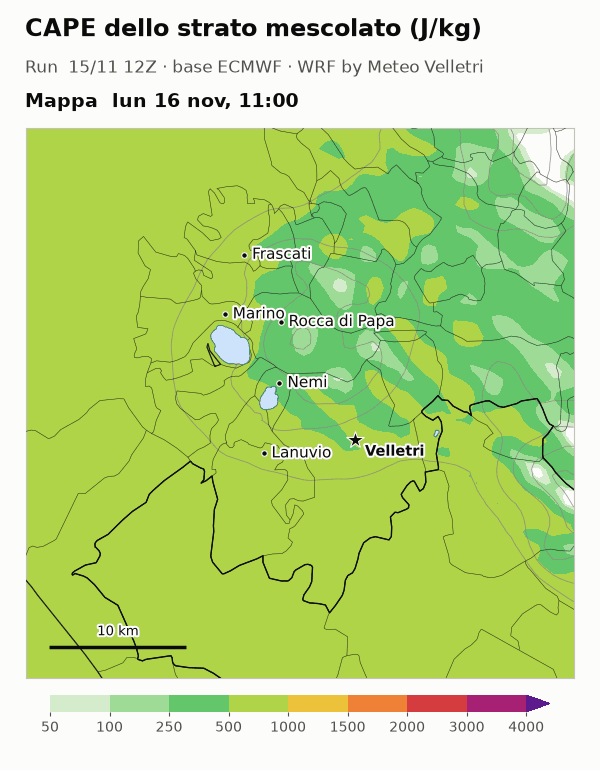 CAPE dello strato mescolato (J/kg)
Run  15/11 12Z · base ECMWF · WRF by Meteo Velletri
Mappa  lun 16 nov, 11:00
Frascati
Marino
Rocca di Papa
Nemi
Velletri
Lanuvio
10 km
50 100 250 500 1000 1500 2000 3000 4000